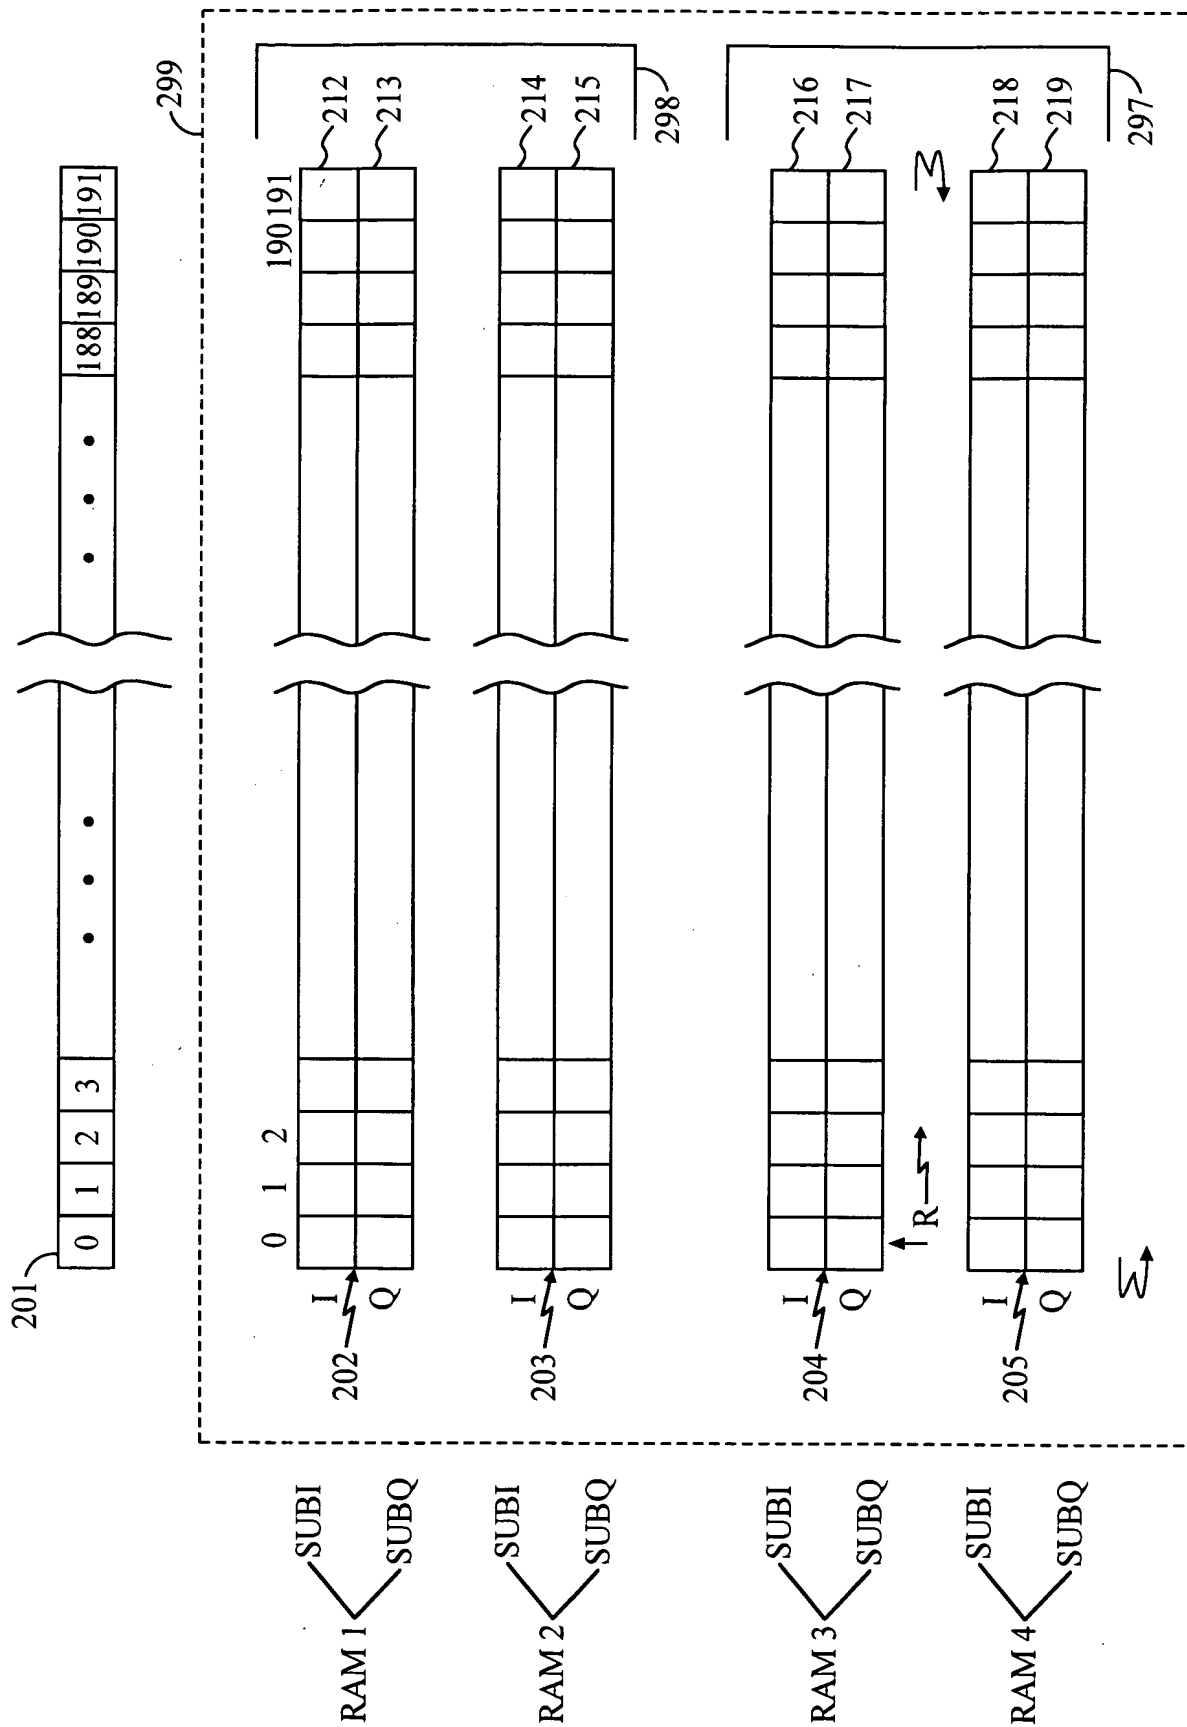 201
0 1 2 3 • • • • • • 188 189 190 191
299
RAM 1
SUBI
SUBQ
202
I
Q
0 1 2
190 191
212
213
RAM 2
SUBI
SUBQ
203
I
Q
214
215
298
RAM 3
SUBI
SUBQ
204
I
Q
R
216
217
RAM 4
SUBI
SUBQ
205
I
Q
218
219
297